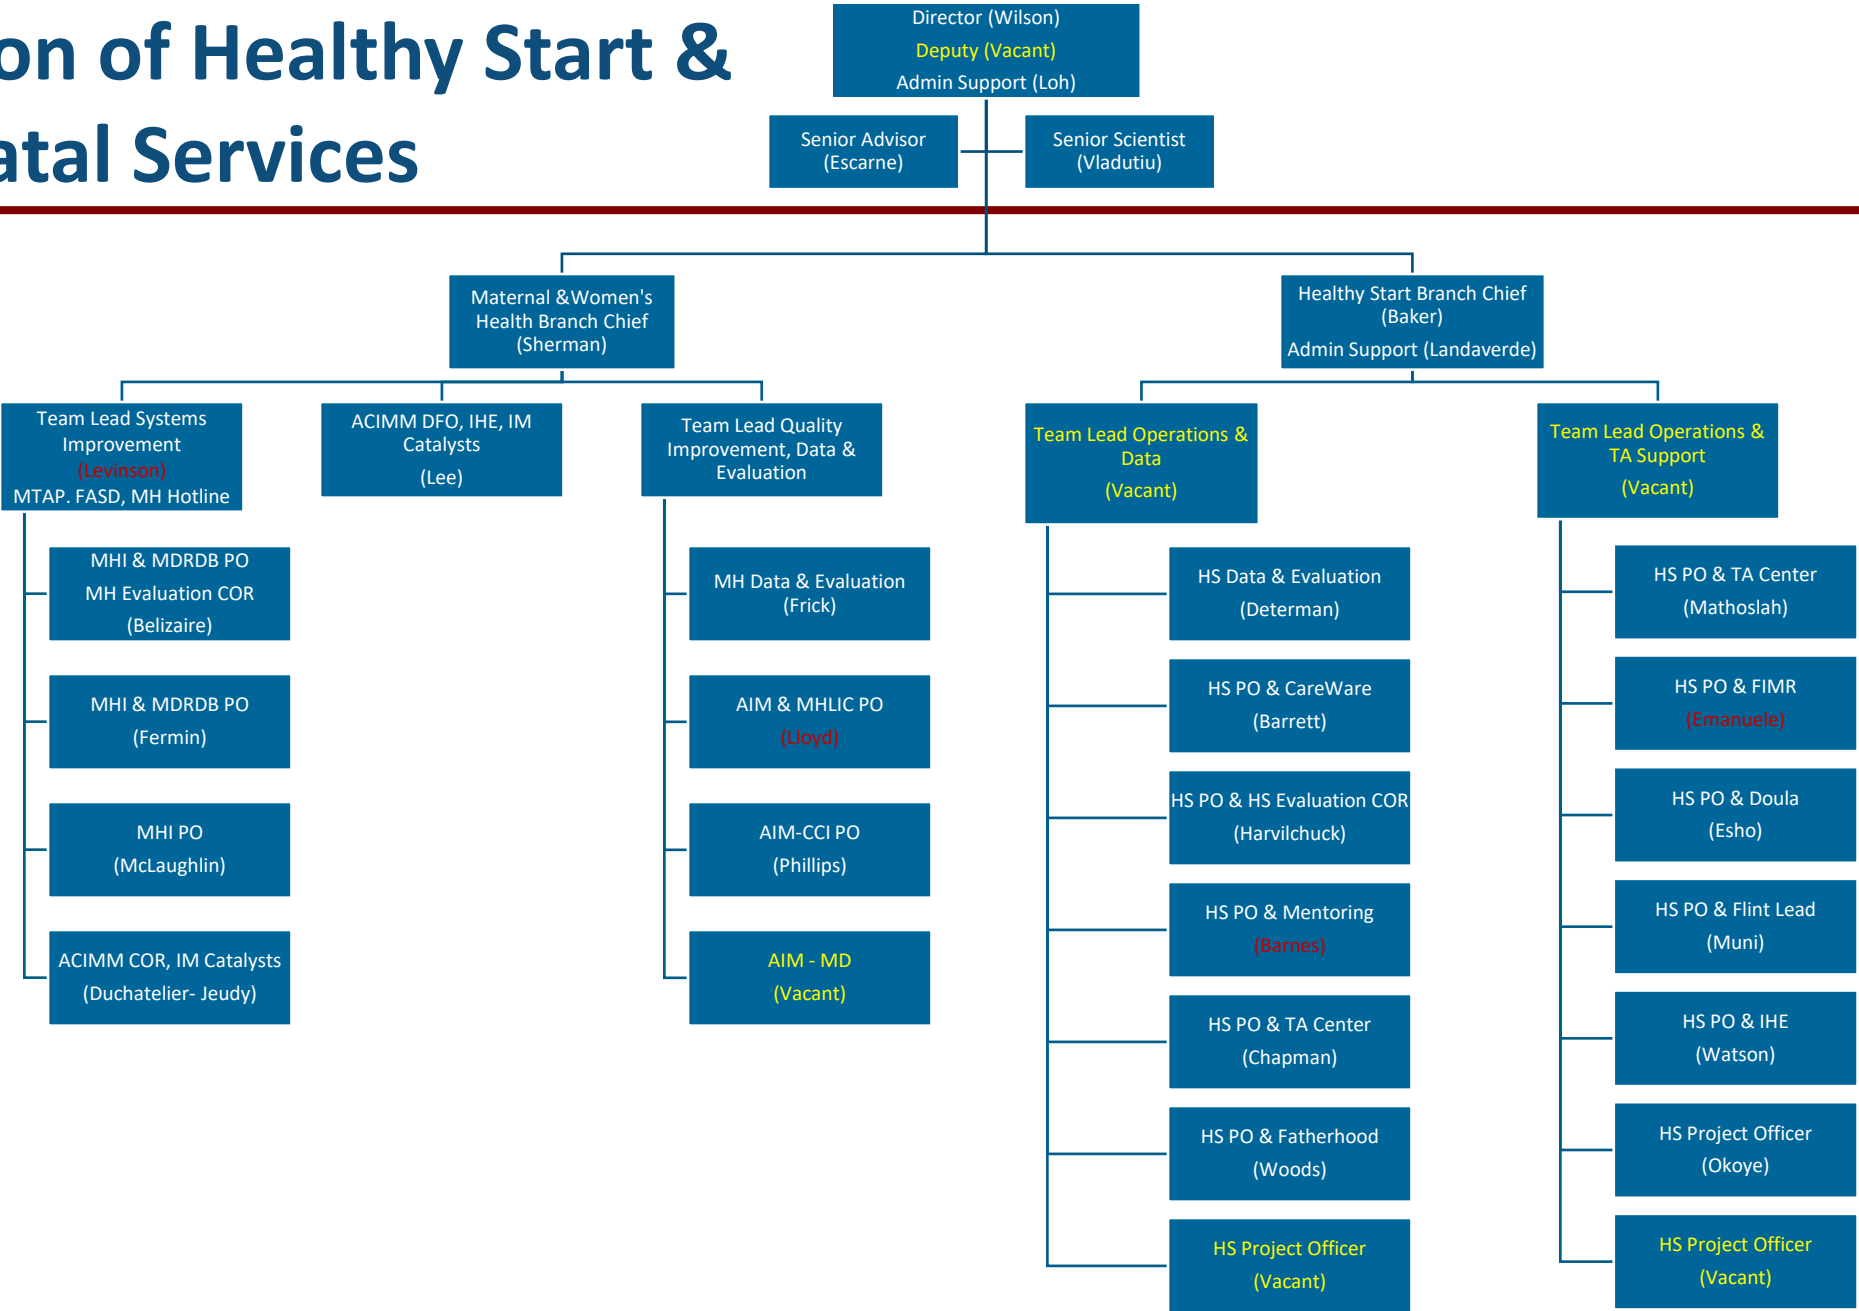 on of Healthy Start &
atal Services
Director (Wilson)
Deputy (Vacant)
Admin Support (Loh)
Senior Advisor
(Escarne)
Senior Scientist
(Vladutiu)
Maternal &Women's
Health Branch Chief
(Sherman)
Healthy Start Branch Chief
(Baker)
Admin Support (Landaverde)
Team Lead Systems
Improvement
(Levinson)
MTAP. FASD, MH Hotline
ACIMM DFO, IHE, IM
Catalysts
(Lee)
Team Lead Quality
Improvement, Data &
Evaluation
Team Lead Operations &
Data
(Vacant)
Team Lead Operations &
TA Support
(Vacant)
MHI & MDRDB PO
MH Evaluation COR
(Belizaire)
MHI & MDRDB PO
(Fermin)
MHI PO
(McLaughlin)
ACIMM COR, IM Catalysts
(Duchatelier- Jeudy)
MH Data & Evaluation
(Frick)
AIM & MHLIC PO
(Lloyd)
AIM-CCI PO
(Phillips)
AIM - MD
(Vacant)
HS Data & Evaluation
(Determan)
HS PO & CareWare
(Barrett)
HS PO & HS Evaluation COR
(Harvilchuck)
HS PO & Mentoring
(Barnes)
HS PO & TA Center
(Chapman)
HS PO & Fatherhood
(Woods)
HS Project Officer
(Vacant)
HS PO & TA Center
(Mathoslah)
HS PO & FIMR
(Emanuele)
HS PO & Doula
(Esho)
HS PO & Flint Lead
(Muni)
HS PO & IHE
(Watson)
HS Project Officer
(Okoye)
HS Project Officer
(Vacant)